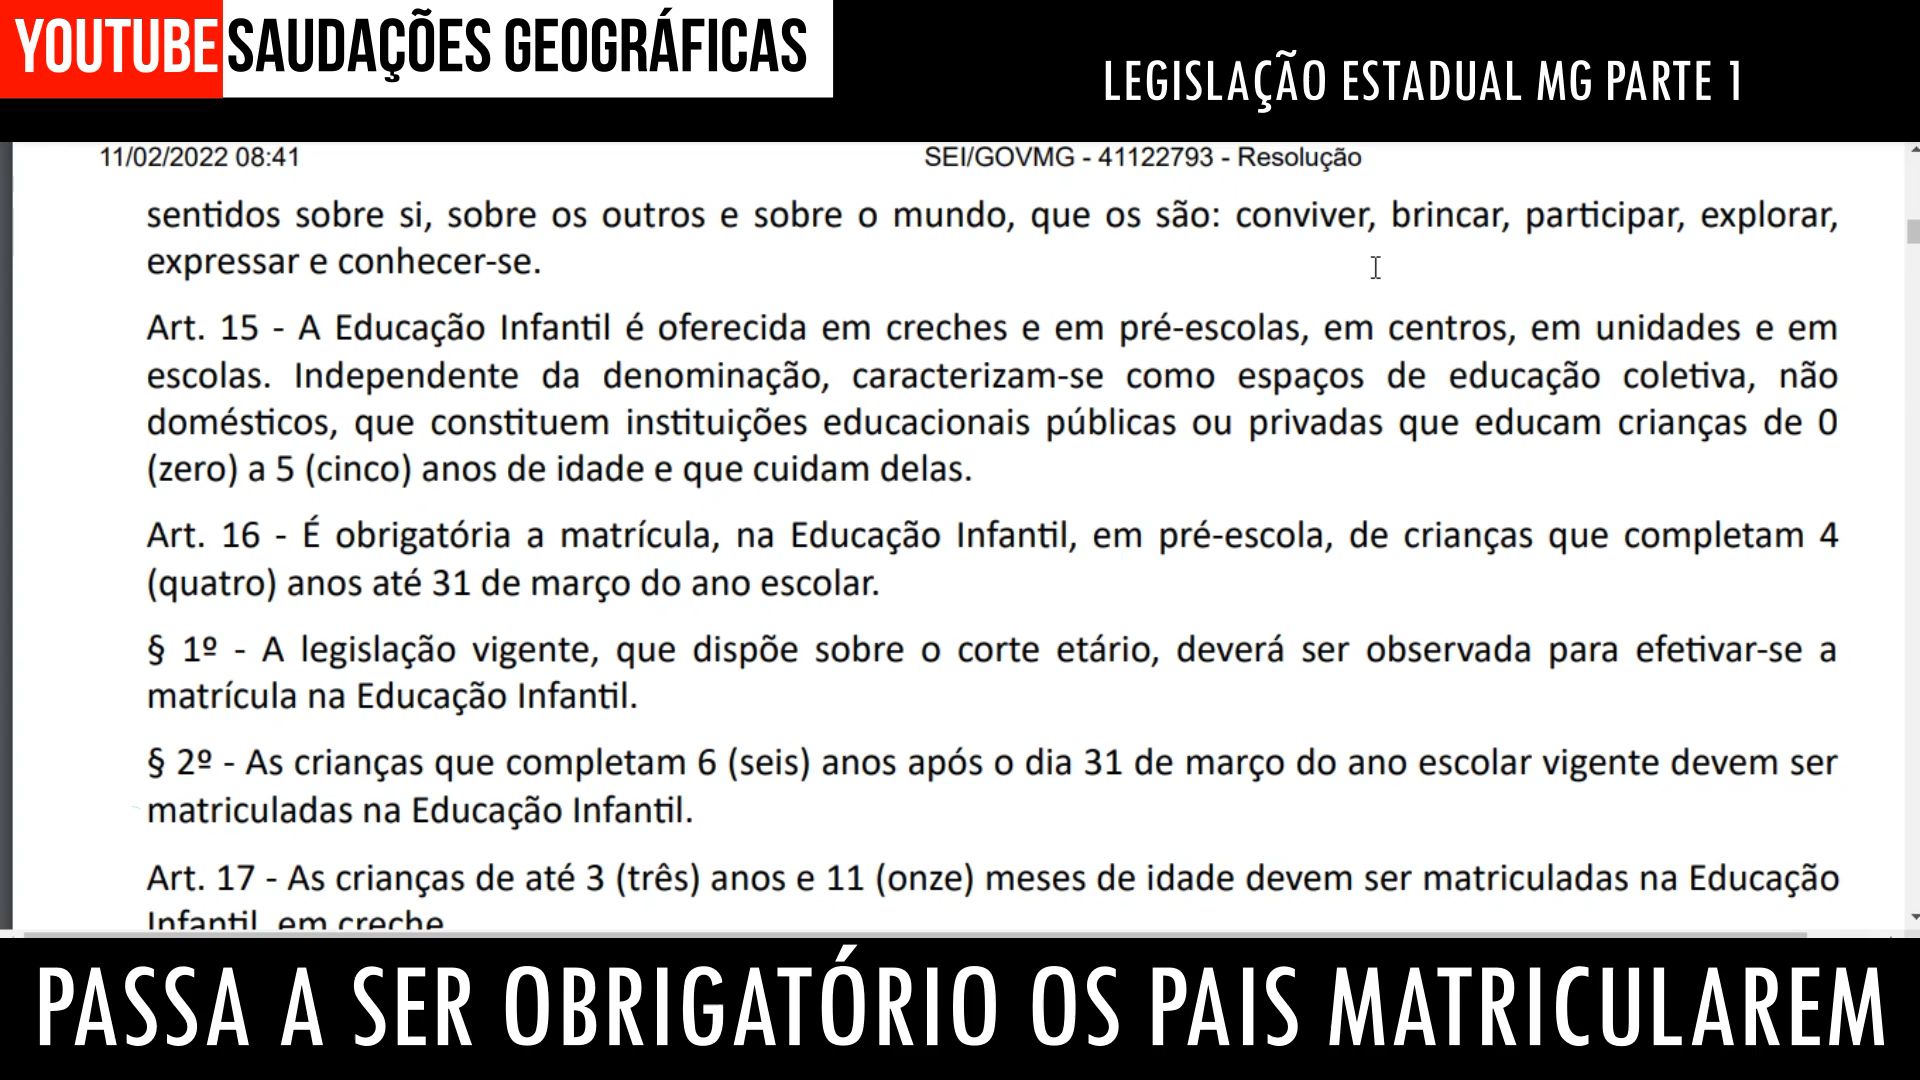 YOUTUBE SAUDAÇÕES GEOGRÁFICAS
LEGISLAÇÃO ESTADUAL MG PARTE 1
11/02/2022 08:41 SEI/GOVMG - 41122793 - Resolução
sentidos sobre si, sobre os outros e sobre o mundo, que os são: conviver, brincar, participar, explorar,
expressar e conhecer-se.
Art. 15 - A Educação Infantil é oferecida em creches e em pré-escolas, em centros, em unidades e em
escolas. Independente da denominação, caracterizam-se como espaços de educação coletiva, não
domésticos, que constituem instituições educacionais públicas ou privadas que educam crianças de 0
(zero) a 5 (cinco) anos de idade e que cuidam delas.
Art. 16 - É obrigatória a matrícula, na Educação Infantil, em pré-escola, de crianças que completam 4
(quatro) anos até 31 de março do ano escolar.
§ 1º - A legislação vigente, que dispõe sobre o corte etário, deverá ser observada para efetivar-se a
matrícula na Educação Infantil.
§ 2º - As crianças que completam 6 (seis) anos após o dia 31 de março do ano escolar vigente devem ser
matriculadas na Educação Infantil.
Art. 17 - As crianças de até 3 (três) anos e 11 (onze) meses de idade devem ser matriculadas na Educação
Infantil, em creche
PASSA A SER OBRIGATÓRIO OS PAIS MATRICULAREM